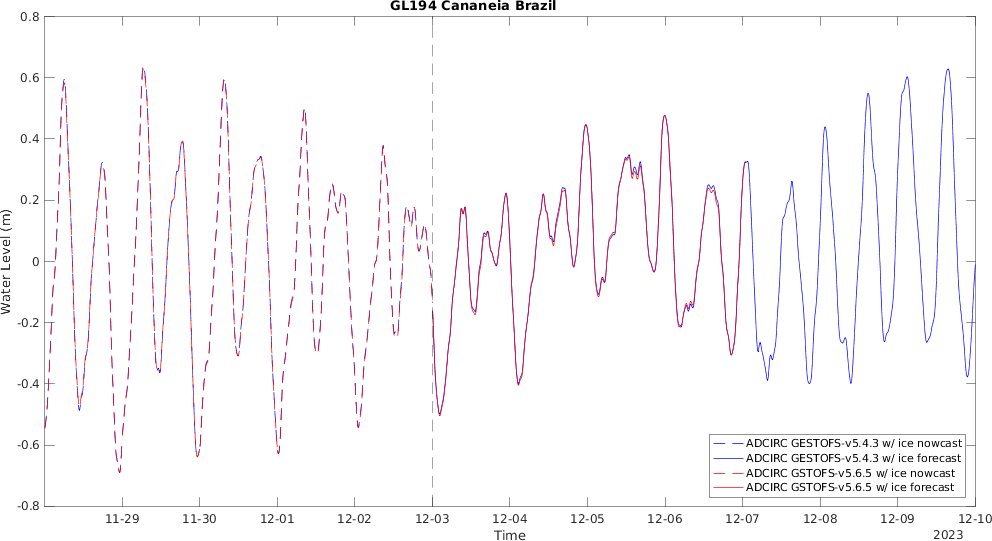 GL194 Cananeia Brazil
0.8
0.6
0.4
0.2
0
-0.2
-0.4
-0.6
-0.8
Water Level (m)
11-29 11-30 12-01 12-02 12-03 12-04 12-05 12-06 12-07 12-08 12-09 12-10
Time
2023
ADCIRC GESTOFS-v5.4.3 w/ ice nowcast
ADCIRC GESTOFS-v5.4.3 w/ ice forecast
ADCIRC GSTOFS-v5.6.5 w/ ice nowcast
ADCIRC GSTOFS-v5.6.5 w/ ice forecast